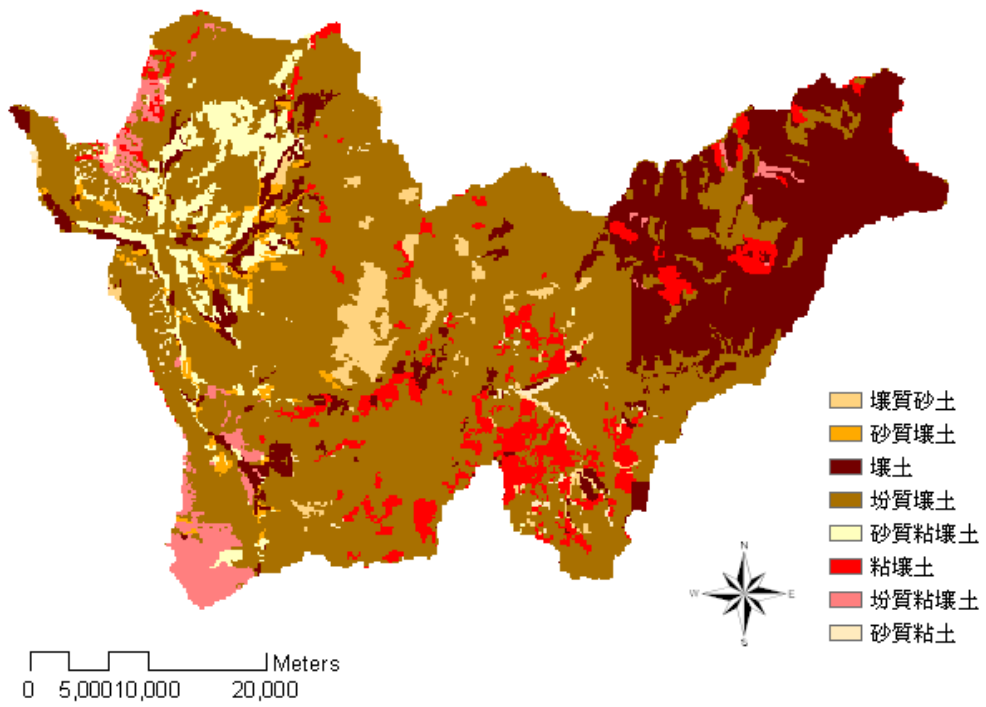 壤質砂土
砂質壤土
壤土
坋質壤土
砂質粘壤土
粘壤土
坋質粘壤土
砂質粘土
N
W E
S
Meters
0 5,000 10,000 20,000